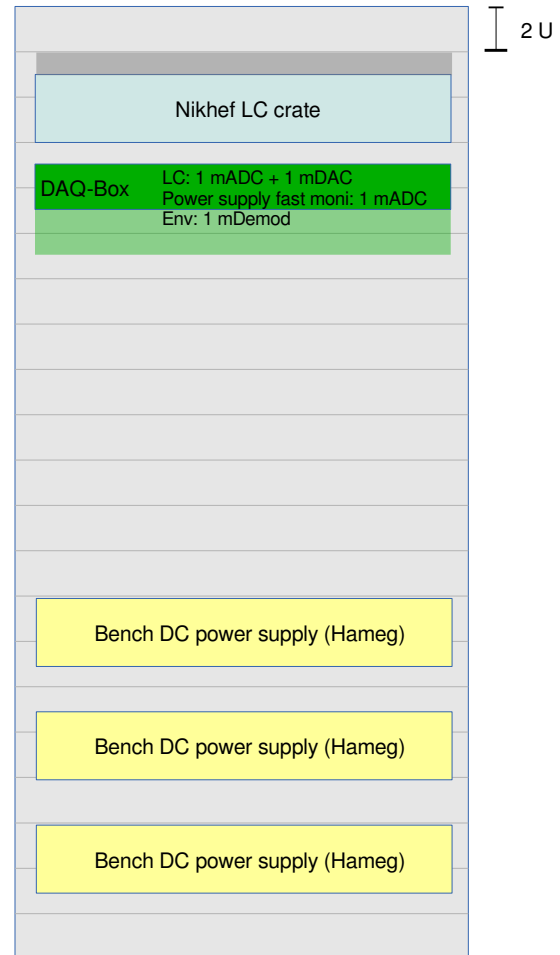 2 U
Nikhef LC crate
DAQ-Box
LC: 1 mADC + 1 mDAC
Power supply fast moni: 1 mADC
Env: 1 mDemod
Bench DC power supply (Hameg)
Bench DC power supply (Hameg)
Bench DC power supply (Hameg)